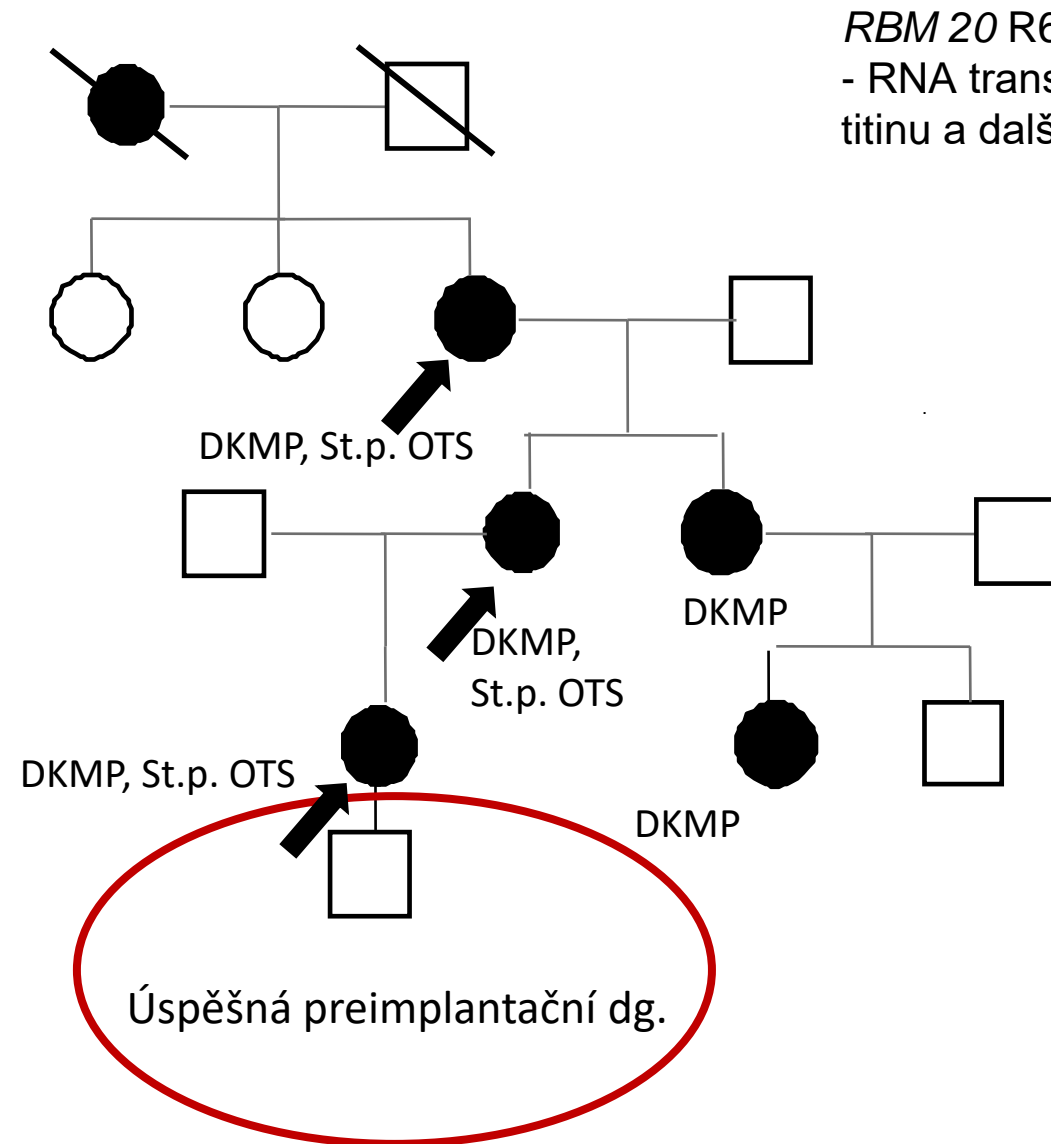 RBM 20 R6
- RNA trans
titinu a dalš
DKMP, St.p. OTS
DKMP,
St.p. OTS
DKMP
DKMP, St.p. OTS
DKMP
Úspěšná preimplantační dg.